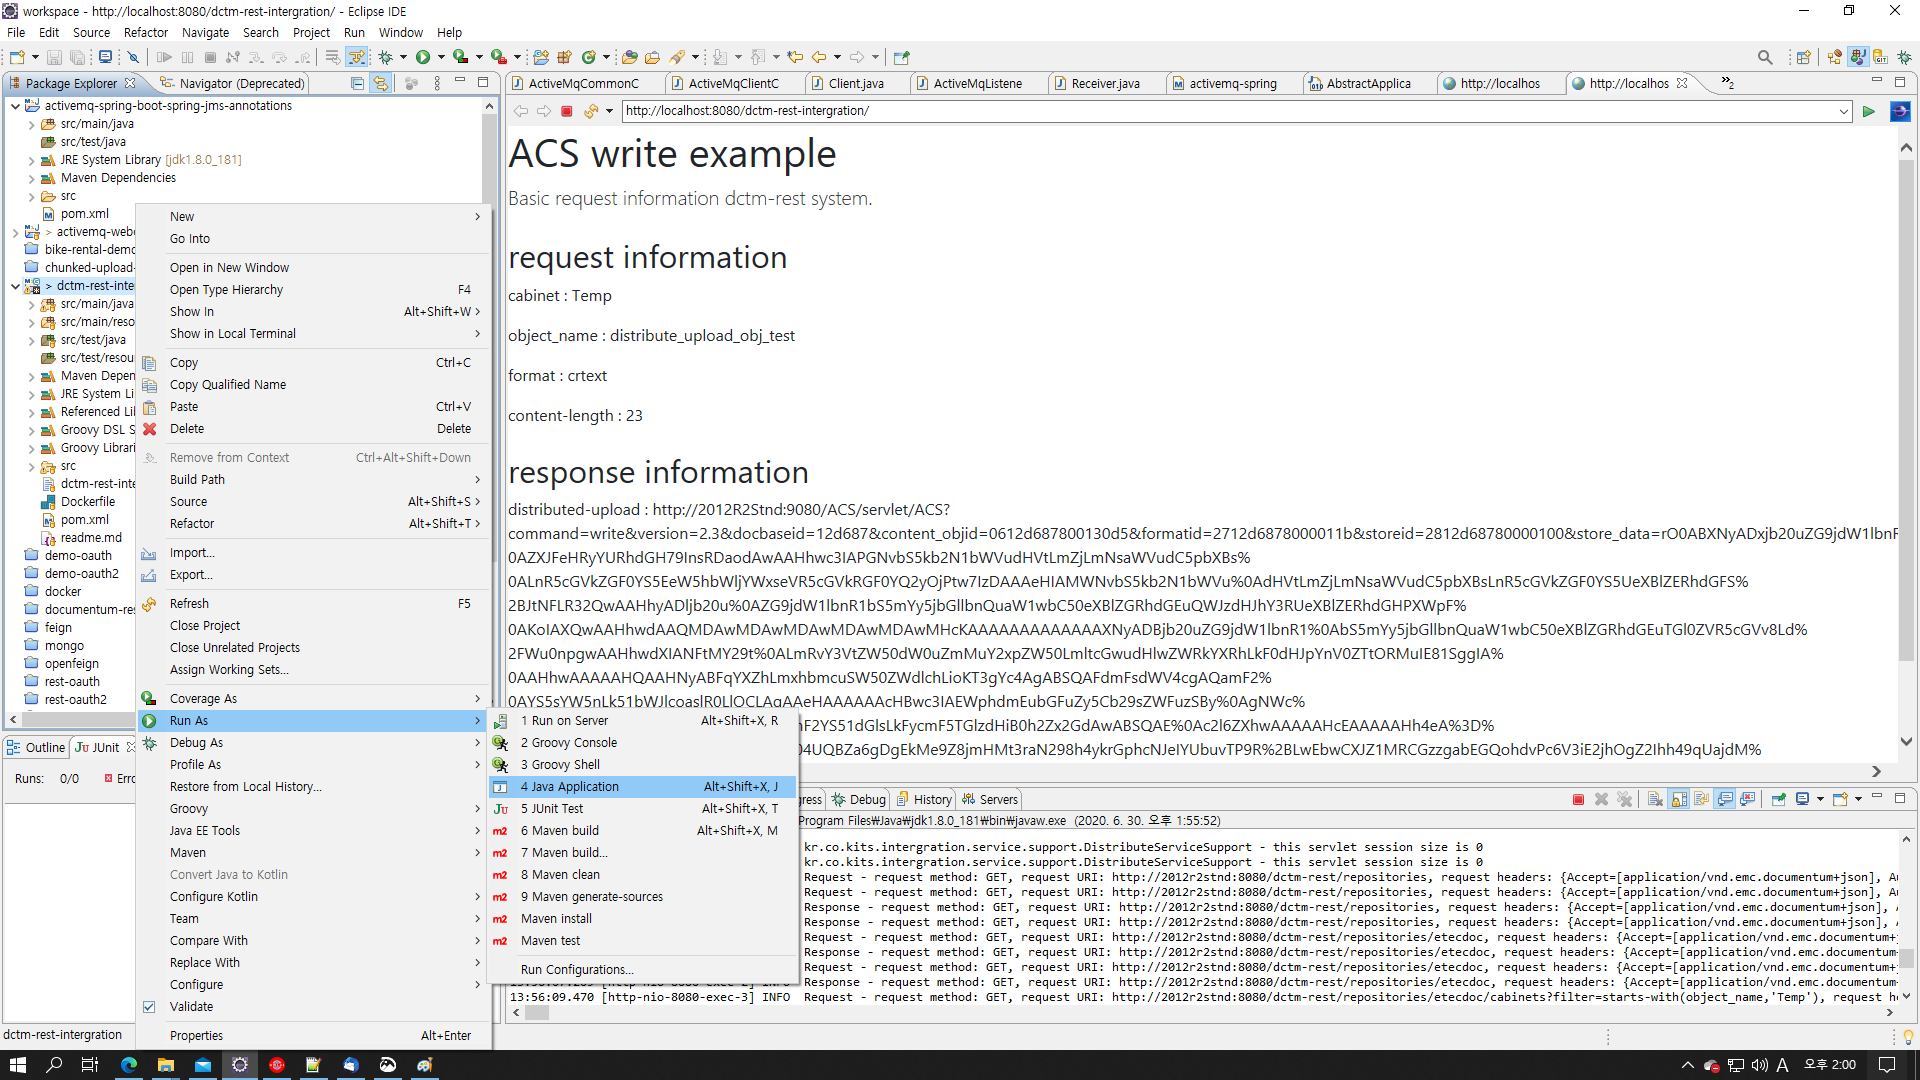 workspace - http://localhost:8080/dctm-rest-intergration/ - Eclipse IDE
File Edit Source Refactor Navigate Search Project Run Window Help
Package Explorer
Navigator (Deprecated)
activemq-spring-boot-spring-jms-annotations
src/main/java
src/test/java
JRE System Library [jdk1.8.0_181]
Maven Dependencies
src
pom.xml
> activemq-web
bike-rental-demo
chunked-upload-
> dctm-rest-inte
src/main/java
src/main/reso
src/test/java
src/test/resou
Maven Depen
JRE System Li
Referenced Lil
Groovy DSL S
Groovy Librari
src
dctm-rest-inte
Dockerfile
pom.xml
readme.md
demo-oauth
demo-oauth2
docker
documentum-res
feign
mongo
openfeign
rest-oauth
rest-oauth2
Outline
JUnit
Runs: 0/0
Erro
New
Go Into
Open in New Window
Open Type Hierarchy F4
Show In Alt+Shift+W >
Show in Local Terminal
Copy Ctrl+C
Copy Qualified Name
Paste Ctrl+V
Delete Delete
Remove from Context Ctrl+Alt+Shift+Down
Build Path
Source Alt+Shift+S >
Refactor Alt+Shift+T >
Import...
Export...
Refresh F5
Close Project
Close Unrelated Projects
Assign Working Sets...
Coverage As
Run As
Debug As
Profile As
Restore from Local History...
Groovy
Java EE Tools
Maven
Convert Java to Kotlin
Configure Kotlin
Team
Compare With
Replace With
Configure
Validate
Properties Alt+Enter
1 Run on Server Alt+Shift+X, R
2 Groovy Console
3 Groovy Shell
4 Java Application Alt+Shift+X, J
5 JUnit Test Alt+Shift+X, T
6 Maven build Alt+Shift+X, M
7 Maven build...
8 Maven clean
9 Maven generate-sources
Maven install
Maven test
Run Configurations...
ActiveMqCommonC
ActiveMqClientC
Client.java
ActiveMqListene
Receiver.java
activemq-spring
AbstractApplica
http://localhos
http://localhos
»2
http://localhost:8080/dctm-rest-intergration/
ACS write example
Basic request information dctm-rest system.
request information
cabinet : Temp
object_name : distribute_upload_obj_test
format : crtext
content-length : 23
response information
distributed-upload : http://2012R2Stnd:9080/ACS/servlet/ACS?
command=write&version=2.3&docbaseid=12d687&content_objid=0612d687800130d5&formatid=2712d6878000011b&storeid=2812d68780000100&store_data=rO0ABXNyADxjb20uZG9jdW1lbnR
ress
Debug
History
Servers
Program Files₩Java₩jdk1.8.0_181₩bin₩javaw.exe (2020. 6. 30. 오후 1:55:52)
kr.co.kits.intergration.service.support.DistributeServiceSupport - this servlet session size is 0
kr.co.kits.intergration.service.support.DistributeServiceSupport - this servlet session size is 0
Request - request method: GET, request URI: http://2012r2stnd:8080/dctm-rest/repositories, request headers: {Accept=[application/vnd.emc.documentum+json], Au
Request - request method: GET, request URI: http://2012r2stnd:8080/dctm-rest/repositories, request headers: {Accept=[application/vnd.emc.documentum+json], Au
Response - request method: GET, request URI: http://2012r2stnd:8080/dctm-rest/repositories, request headers: {Accept=[application/vnd.emc.documentum+json], A
Response - request method: GET, request URI: http://2012r2stnd:8080/dctm-rest/repositories, request headers: {Accept=[application/vnd.emc.documentum+json], A
Request - request method: GET, request URI: http://2012r2stnd:8080/dctm-rest/repositories/etecdoc, request headers: {Accept=[application/vnd.emc.documentum+j
Response - request method: GET, request URI: http://2012r2stnd:8080/dctm-rest/repositories/etecdoc, request headers: {Accept=[application/vnd.emc.documentum+
Request - request method: GET, request URI: http://2012r2stnd:8080/dctm-rest/repositories/etecdoc, request headers: {Accept=[application/vnd.emc.documentum+j
Response - request method: GET, request URI: http://2012r2stnd:8080/dctm-rest/repositories/etecdoc, request headers: {Accept=[application/vnd.emc.documentum+
13:56:09.470 [http-nio-8080-exec-3] INFO Request - request method: GET, request URI: http://2012r2stnd:8080/dctm-rest/repositories/etecdoc/cabinets?filter=starts-with(object_name,'Temp'), request he
dctm-rest-intergration
A
오후 2:00